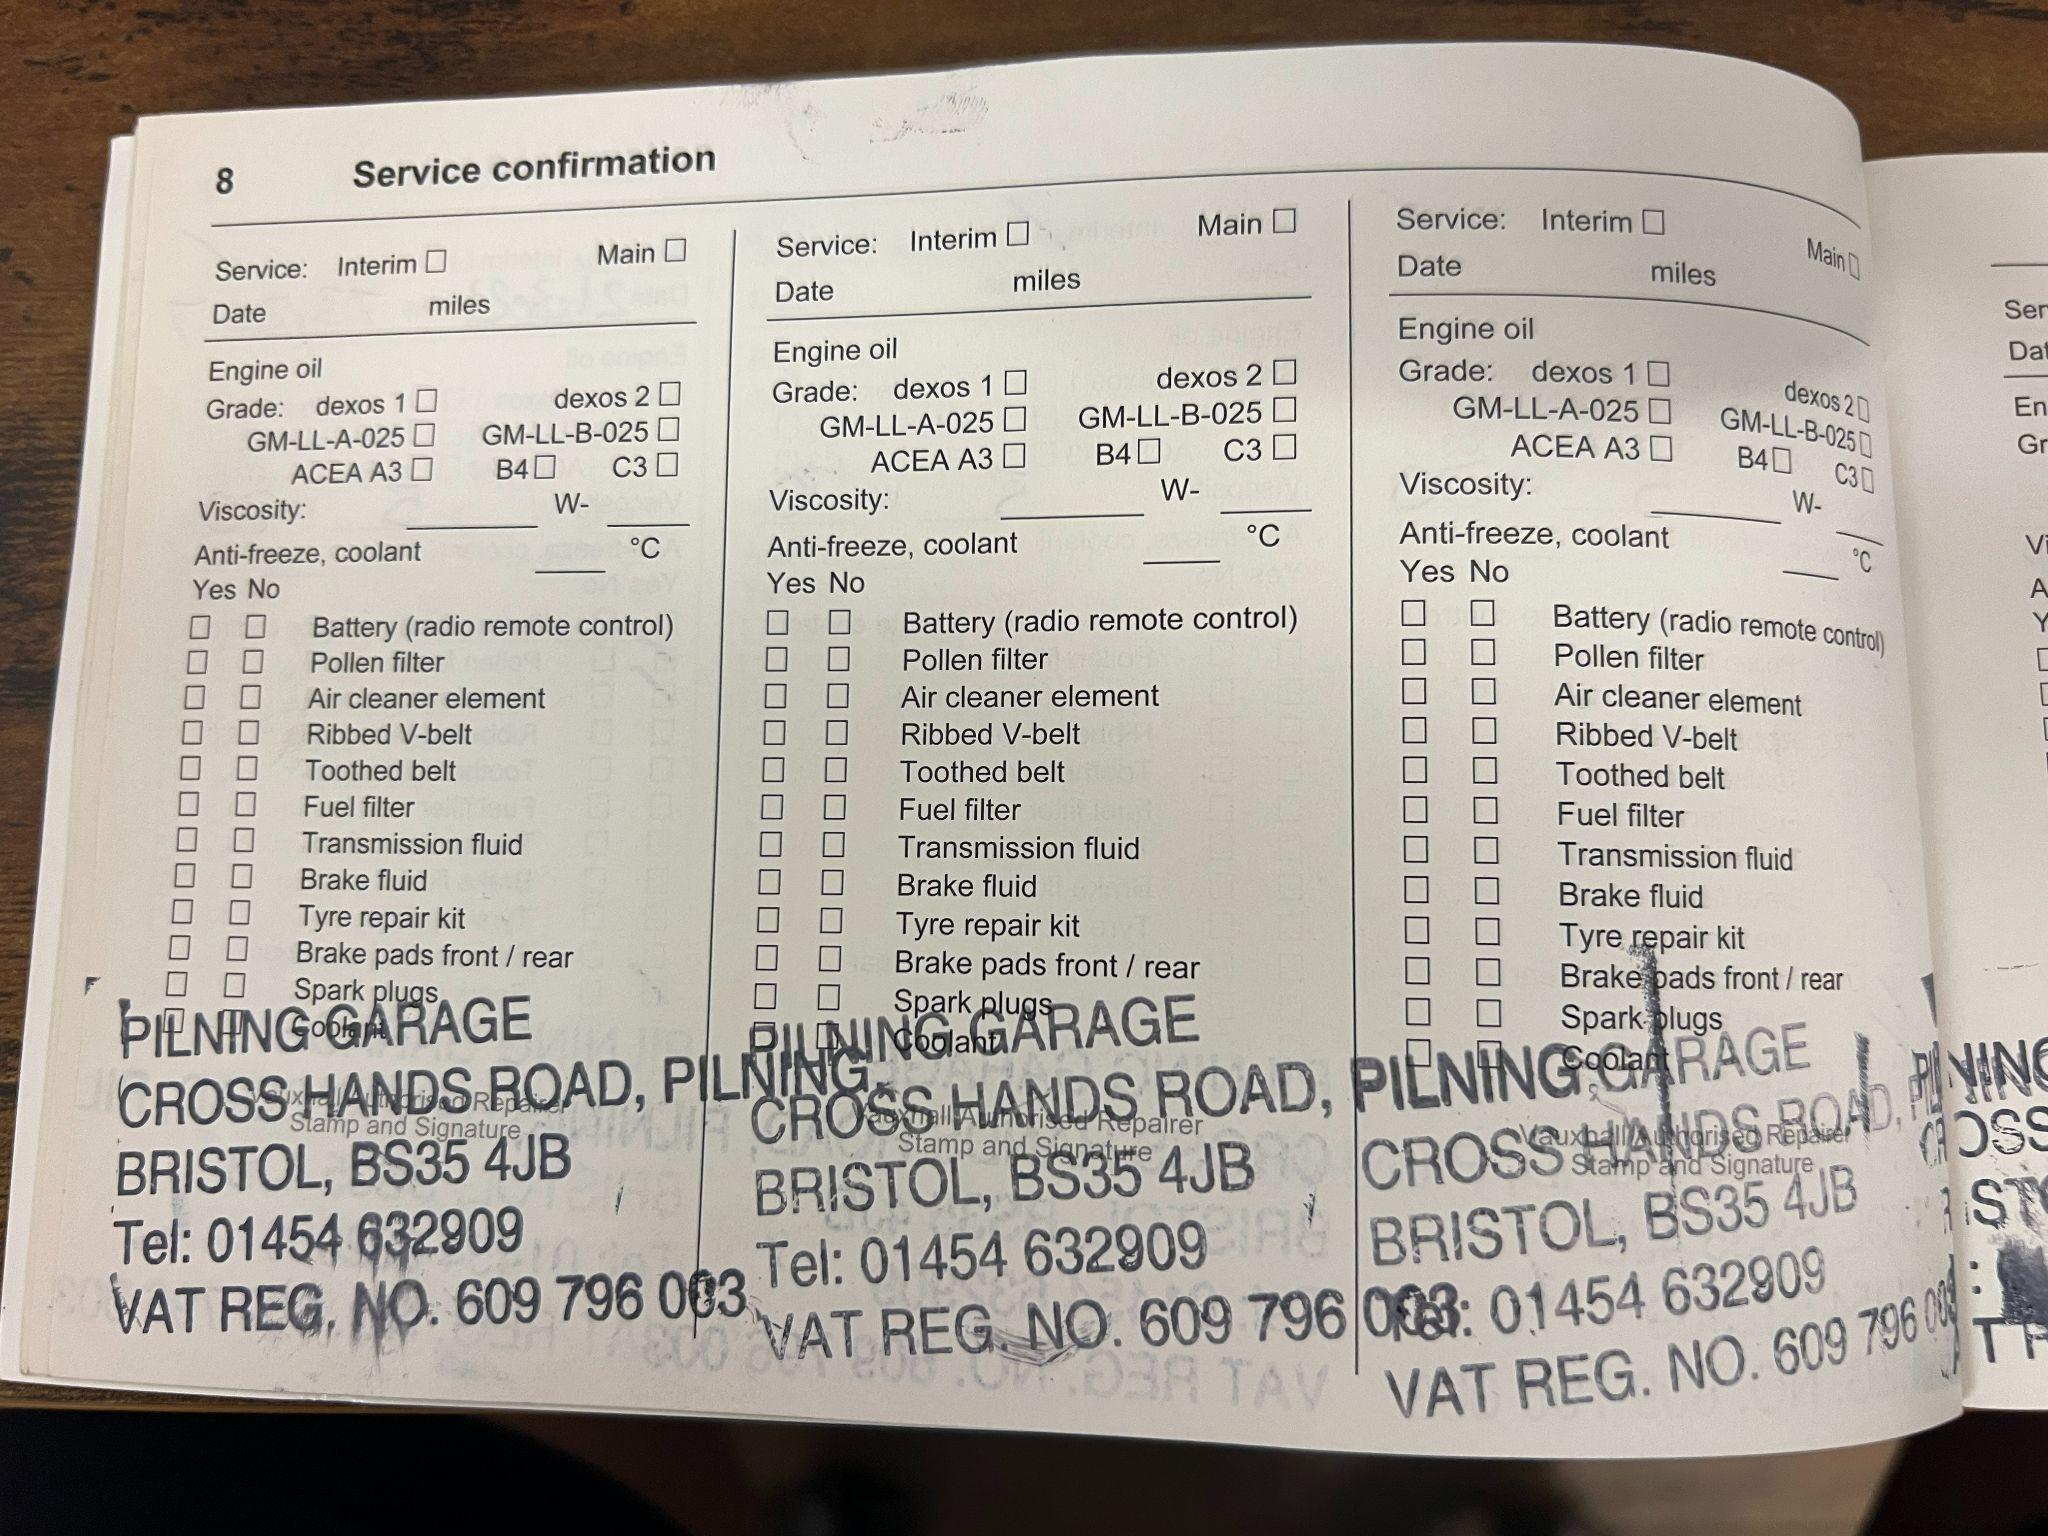 8 Service confirmation
Service: Interim Main
Date miles
Engine oil
Grade: dexos 1 dexos 2
GM-LL-A-025 GM-LL-B-025
ACEA A3 B4 C3
Viscosity: W-
Anti-freeze, coolant °C
Yes No
Battery (radio remote control)
Pollen filter
Air cleaner element
Ribbed V-belt
Toothed belt
Fuel filter
Transmission fluid
Brake fluid
Tyre repair kit
Brake pads front / rear
Spark plugs
Coolant
PILNING GARAGE
CROSS HANDS ROAD, PILNING,
Vauxhall Authorised Repairer
Stamp and Signature
BRISTOL, BS35 4JB
Tel: 01454 632909
VAT REG. NO. 609 796 003
Service: Interim Main
Date miles
Engine oil
Grade: dexos 1 dexos 2
GM-LL-A-025 GM-LL-B-025
ACEA A3 B4 C3
Viscosity: W-
Anti-freeze, coolant °C
Yes No
Battery (radio remote control)
Pollen filter
Air cleaner element
Ribbed V-belt
Toothed belt
Fuel filter
Transmission fluid
Brake fluid
Tyre repair kit
Brake pads front / rear
Spark plugs
Coolant
PILNING GARAGE
CROSS HANDS ROAD, PILNING
Vauxhall Authorised Repairer
Stamp and Signature
BRISTOL, BS35 4JB
Tel: 01454 632909
VAT REG. NO. 609 796 003
Service: Interim Main
Date miles
Engine oil
Grade: dexos 1 dexos 2
GM-LL-A-025 GM-LL-B-025
ACEA A3 B4 C3
Viscosity: W-
Anti-freeze, coolant °C
Yes No
Battery (radio remote control)
Pollen filter
Air cleaner element
Ribbed V-belt
Toothed belt
Fuel filter
Transmission fluid
Brake fluid
Tyre repair kit
Brake pads front / rear
Spark plugs
Coolant
GARAGE
CROSS HANDS ROAD,
Vauxhall Authorised Repairer
Stamp and Signature
BRISTOL, BS35 4JB
Tel: 01454 632909
VAT REG. NO. 609 796 003